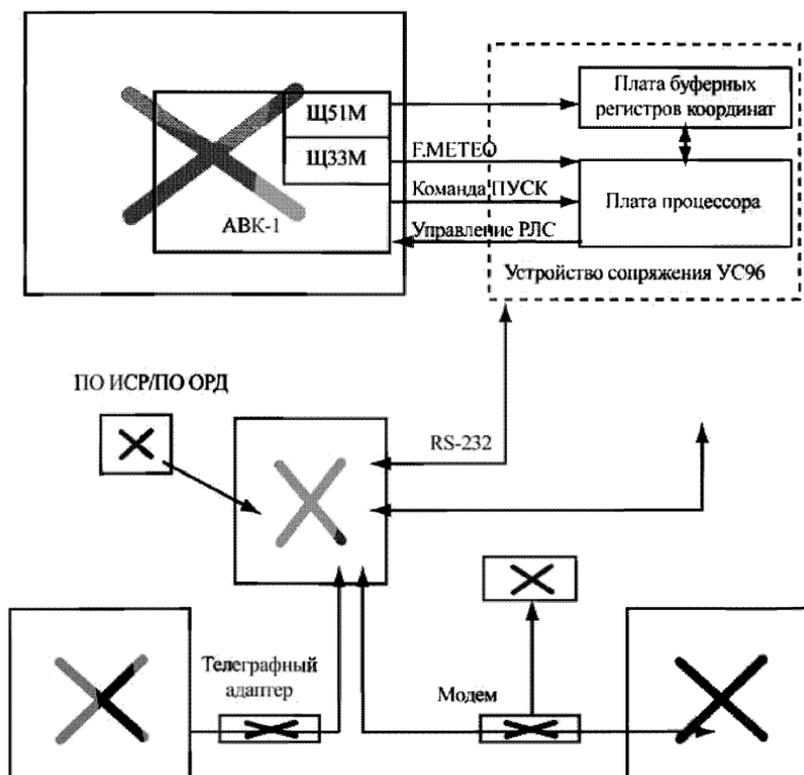 Щ51М
Щ33М
АВК-1
F.МЕТЕО
Команда ПУСК
Управление РЛС
Плата буферных
регистров координат
Плата процессора
Устройство сопряжения УС96
ПО ИСР/ПО ОРД
RS-232
Телеграфный
адаптер
Модем